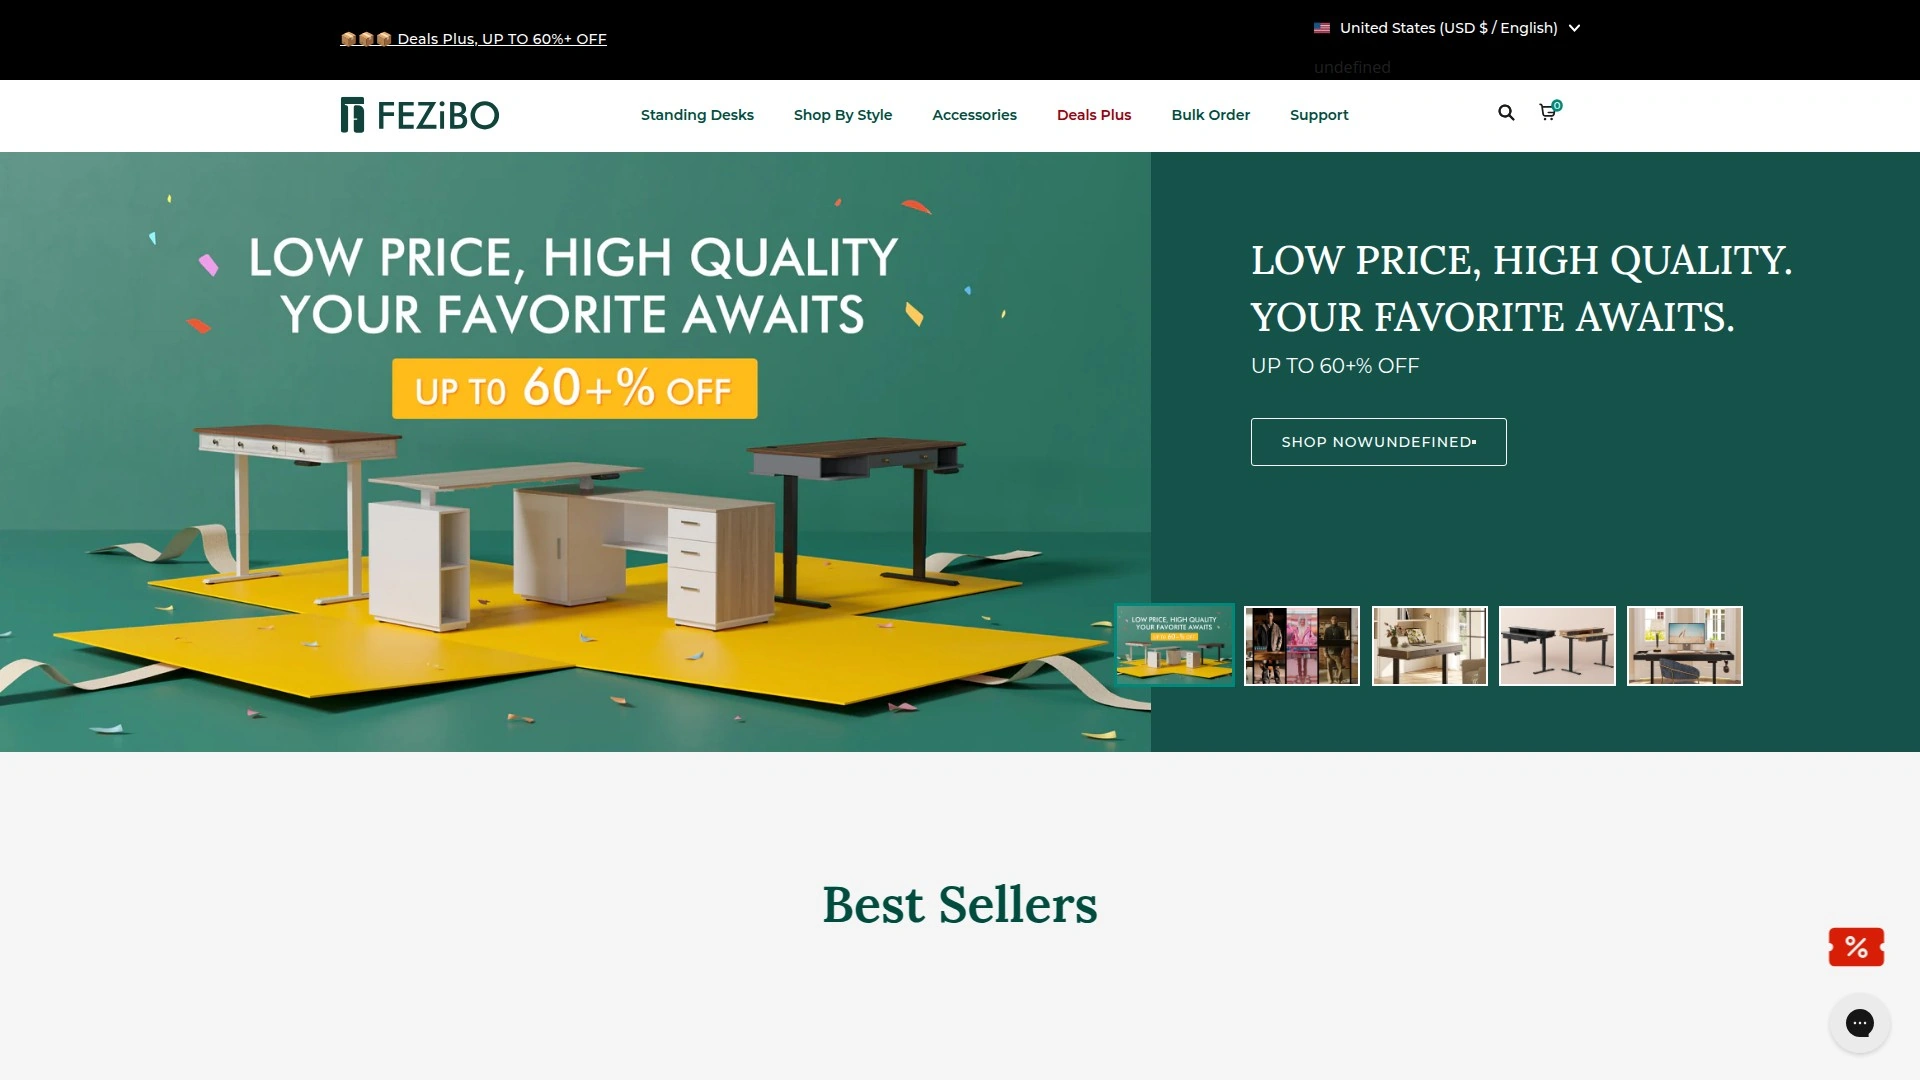 📦📦📦 Deals Plus, UP TO 60%+ OFF
United States (USD $ / English)
undefined
FEZiBO
Standing Desks
Shop By Style
Accessories
Deals Plus
Bulk Order
Support
0
LOW PRICE, HIGH QUALITY
YOUR FAVORITE AWAITS
UP TO 60+% OFF
LOW PRICE, HIGH QUALITY.
YOUR FAVORITE AWAITS.
UP TO 60+% OFF
SHOP NOWUNDEFINED
LOW PRICE, HIGH QUALITY
YOUR FAVORITE AWAITS
Best Sellers
%